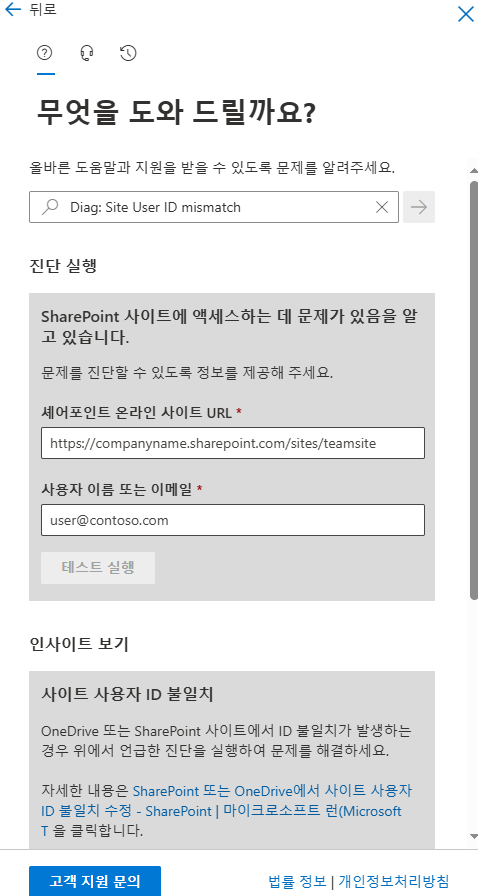 뒤로
무엇을 도와 드릴까요?
올바른 도움말과 지원을 받을 수 있도록 문제를 알려주세요.
Diag: Site User ID mismatch
진단 실행
SharePoint 사이트에 액세스하는 데 문제가 있음을 알
고 있습니다.
문제를 진단할 수 있도록 정보를 제공해 주세요.
셰어포인트 온라인 사이트 URL *
https://companyname.sharepoint.com/sites/teamsite
사용자 이름 또는 이메일 *
user@contoso.com
테스트 실행
인사이트 보기
사이트 사용자 ID 불일치
OneDrive 또는 SharePoint 사이트에서 ID 불일치가 발생하는
경우 위에서 언급한 진단을 실행하여 문제를 해결하세요.
자세한 내용은 SharePoint 또는 OneDrive에서 사이트 사용자
ID 불일치 수정 - SharePoint | 마이크로소프트 런(Microsoft
T 을 클릭합니다.
고객 지원 문의
법률 정보 | 개인정보처리방침